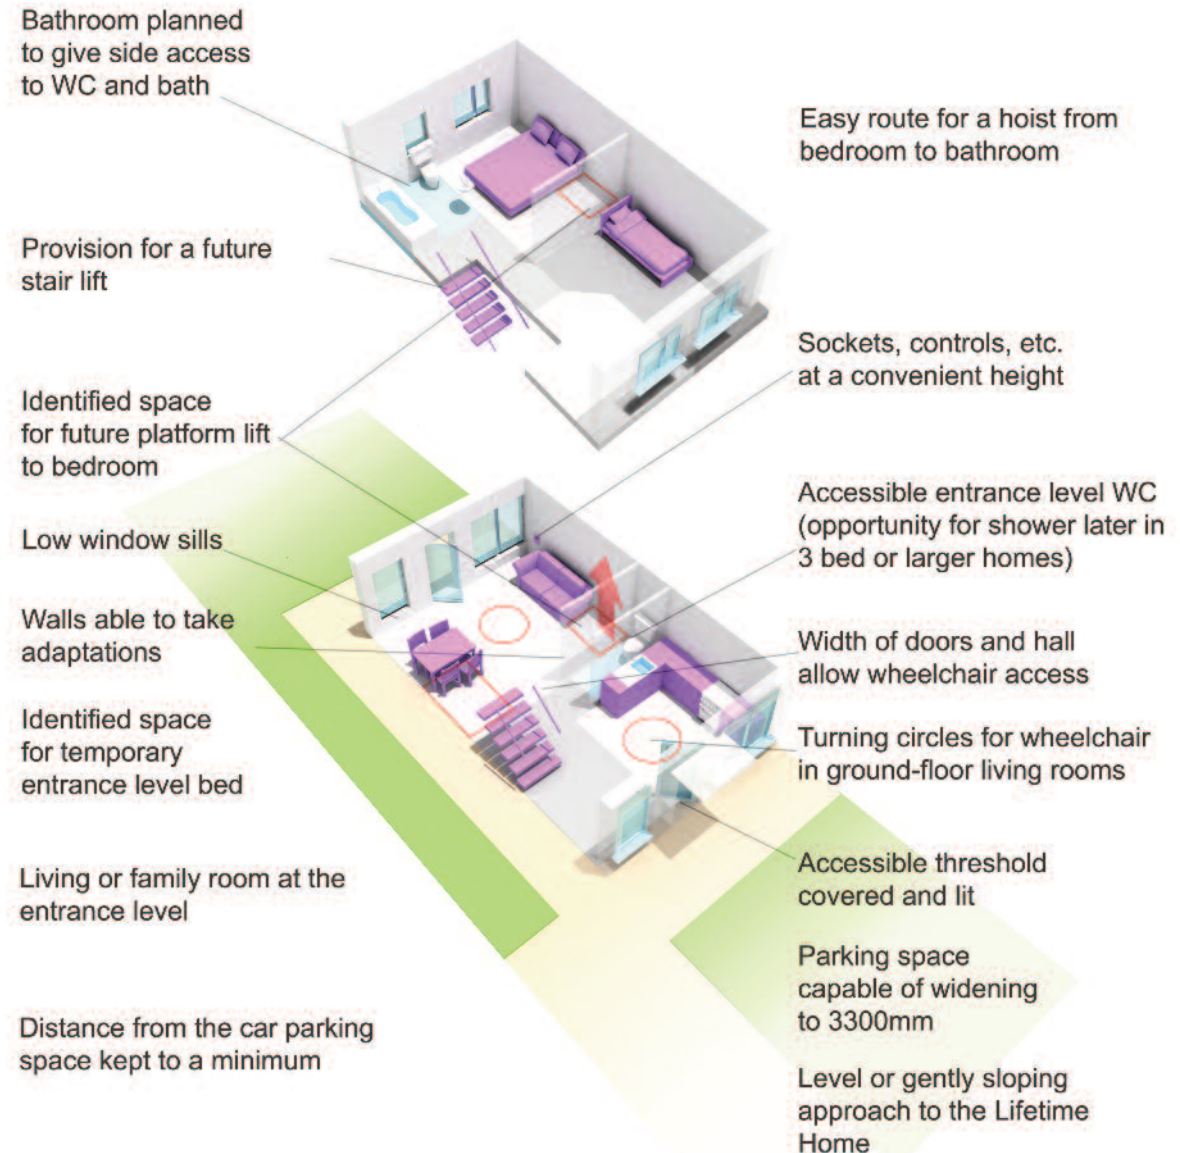 Bathroom planned
to give side access
to WC and bath
Easy route for a hoist from
bedroom to bathroom
Provision for a future
stair lift
Sockets, controls, etc.
at a convenient height
Identified space
for future platform lift
to bedroom
Accessible entrance level WC
(opportunity for shower later in
3 bed or larger homes)
Low window sills
Walls able to take
adaptations
Width of doors and hall
allow wheelchair access
Identified space
for temporary
entrance level bed
Turning circles for wheelchair
in ground-floor living rooms
Living or family room at the
entrance level
Accessible threshold
covered and lit
Parking space
capable of widening
to 3300mm
Distance from the car parking
space kept to a minimum
Level or gently sloping
approach to the Lifetime
Home